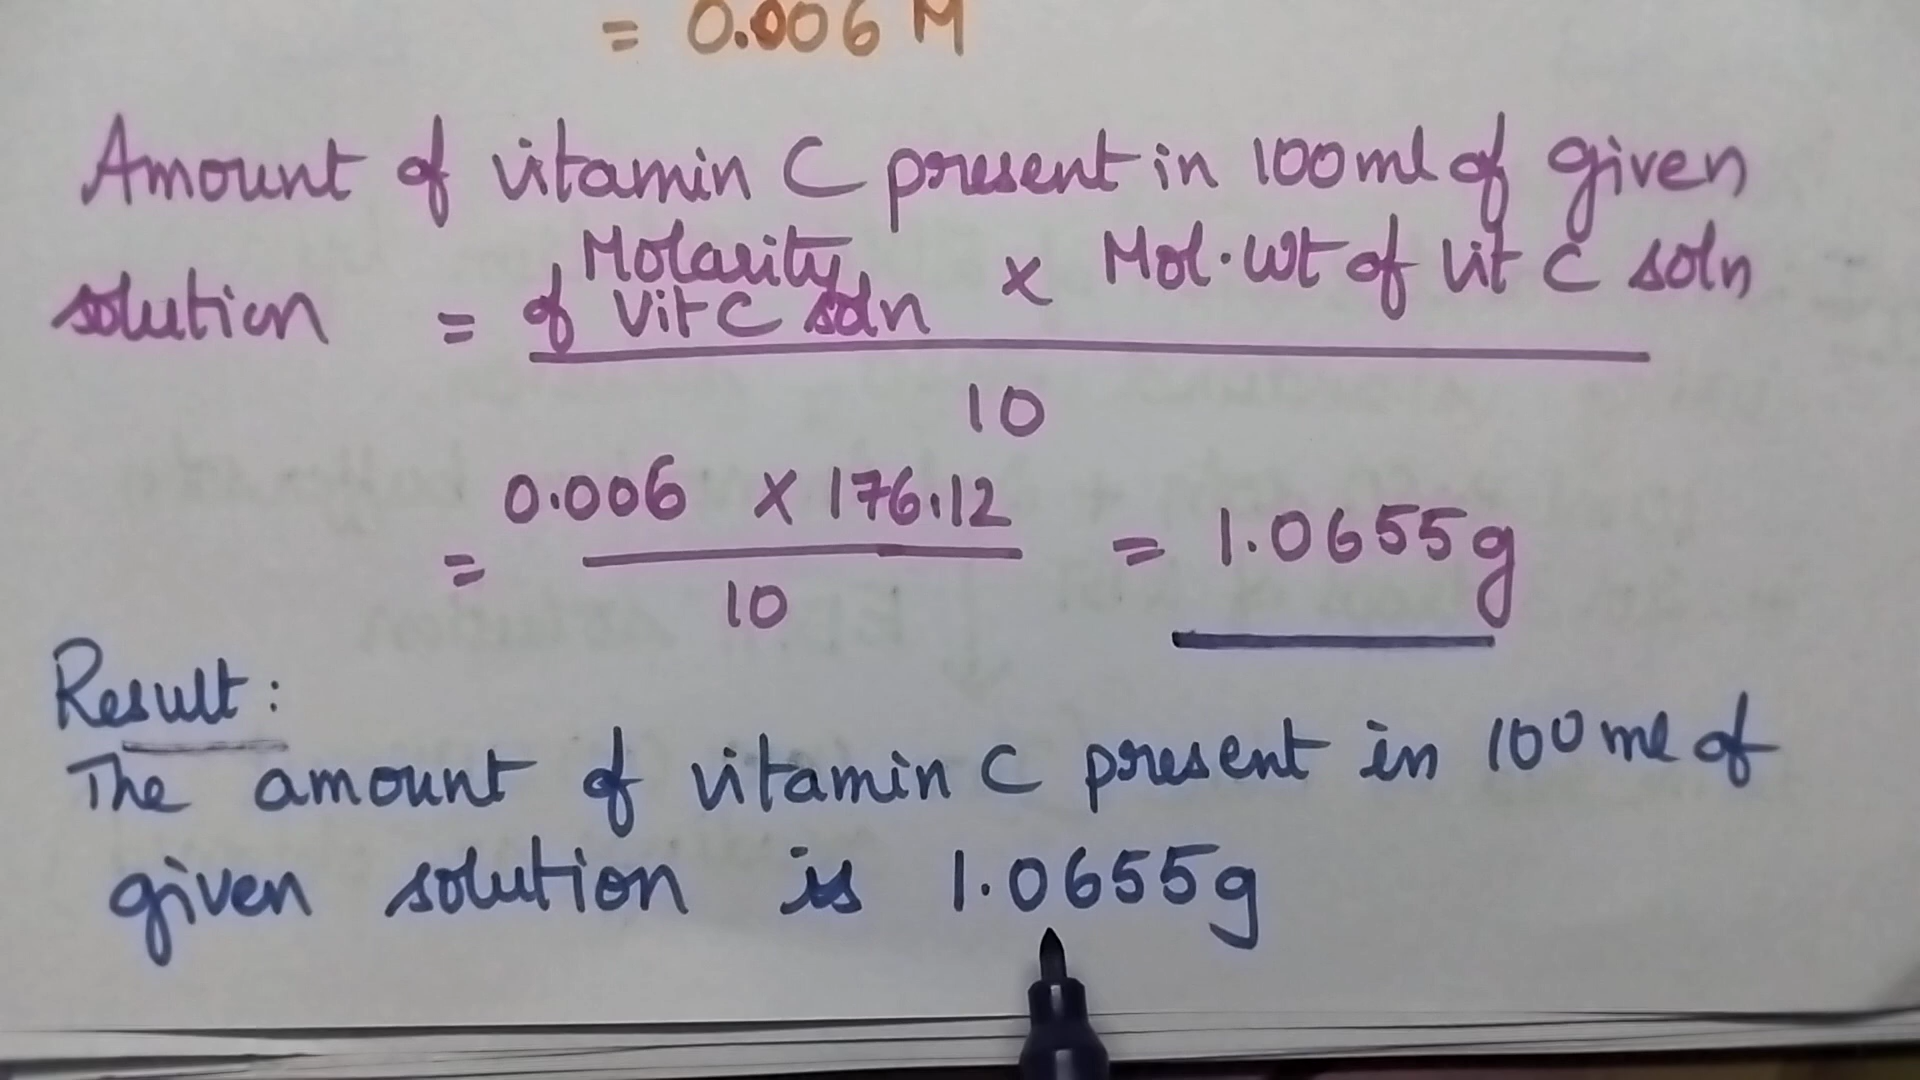 = 0.006 M
Amount of vitamin C present in 100ml of given
solution = Molarity of Vit C soln × Mol. Wt of Vit C soln
10
= 0.006 × 176.12 = 1.0655g
10
Result:
The amount of vitamin C present in 100 ml of
given solution is 1.0655g